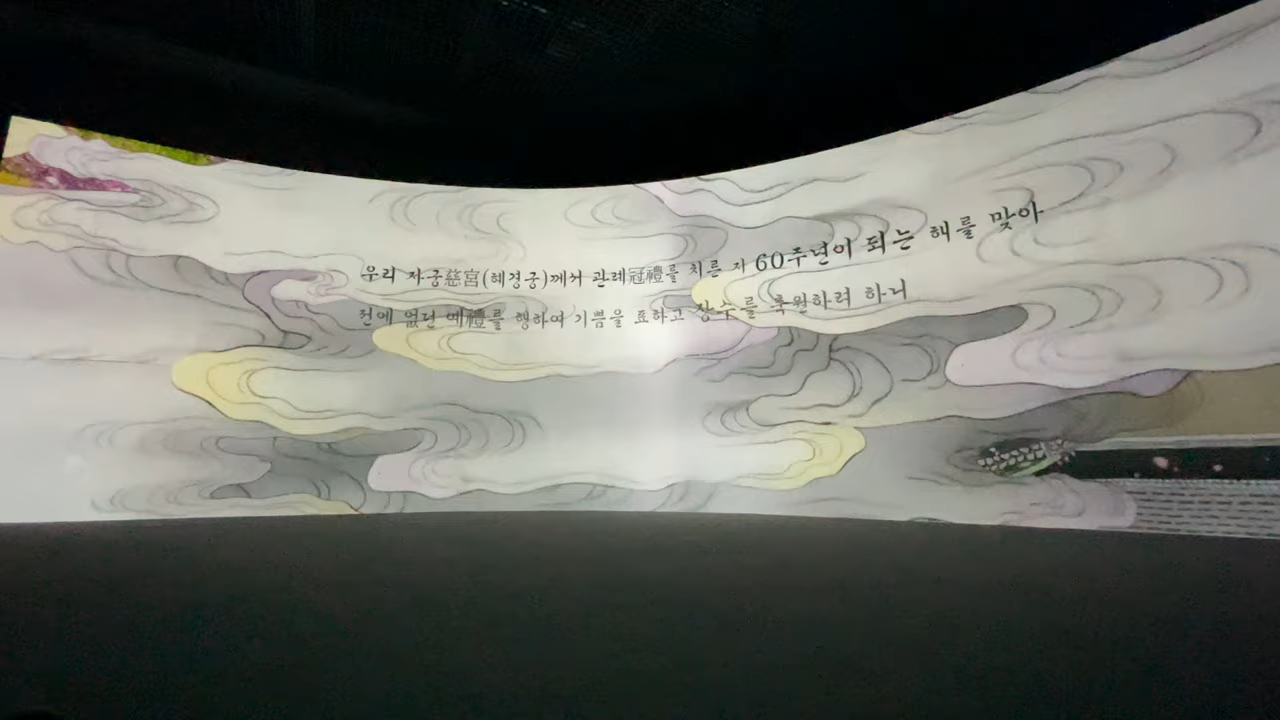 우리 자궁慈宮(혜경궁)께서 관례冠禮를 치른 지 60주년이 되는 해를 맞아
전에 없던 예禮를 행하여 기쁨을 표하고 장수를 축원하려 하니